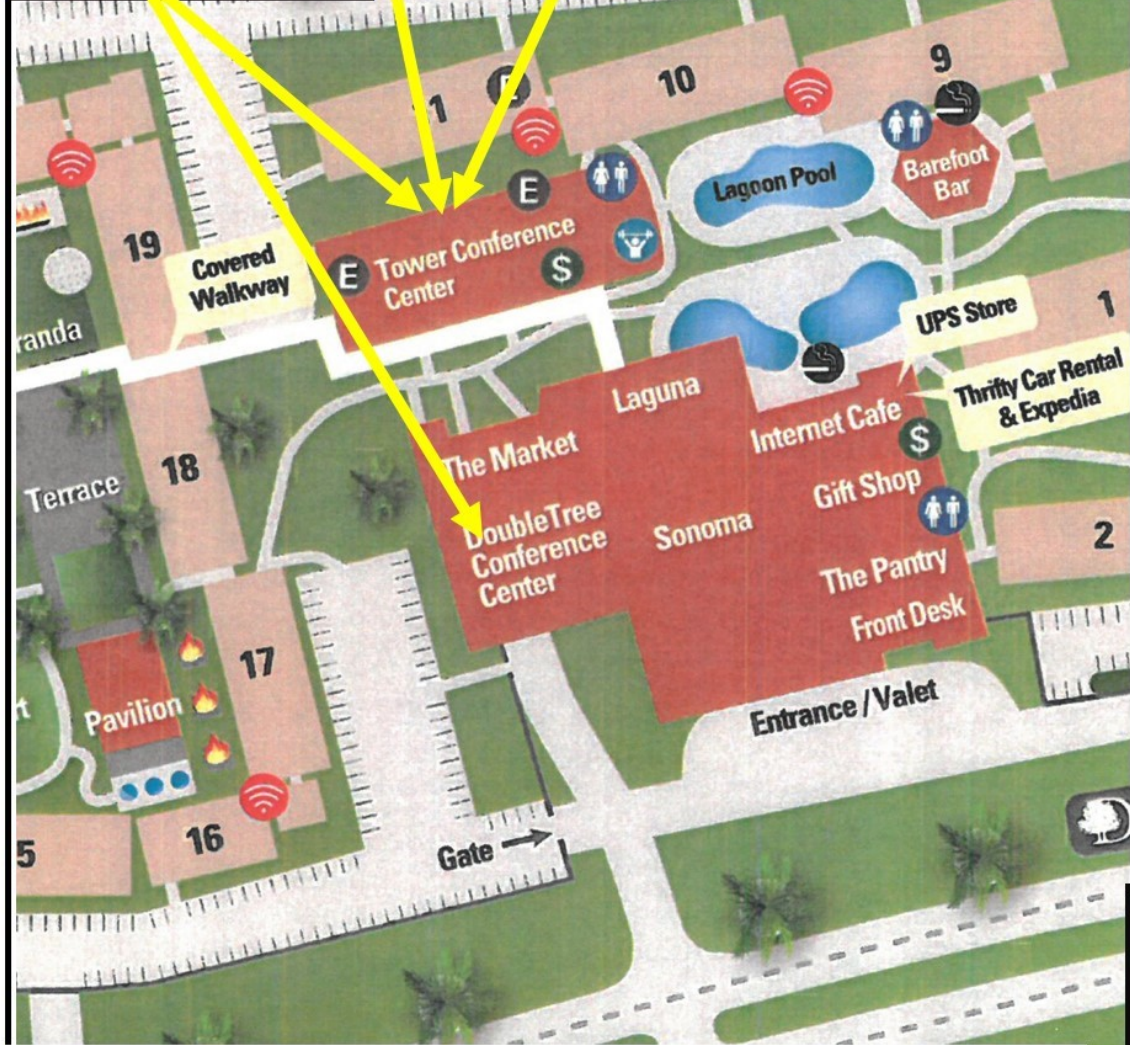 9
10
11
E
Lagoon Pool
Barefoot
Bar
E
19
Covered
Walkway
E
Tower Conference
Center
$
randa
UPS Store
1
Laguna
Thrifty Car Rental
& Expedia
Internet Cafe
$
The Market
18
Terrace
Gift Shop
DoubleTree
Conference
Center
Sonoma
2
The Pantry
Front Desk
17
Pavilion
rt
Entrance / Valet
16
5
Gate
D